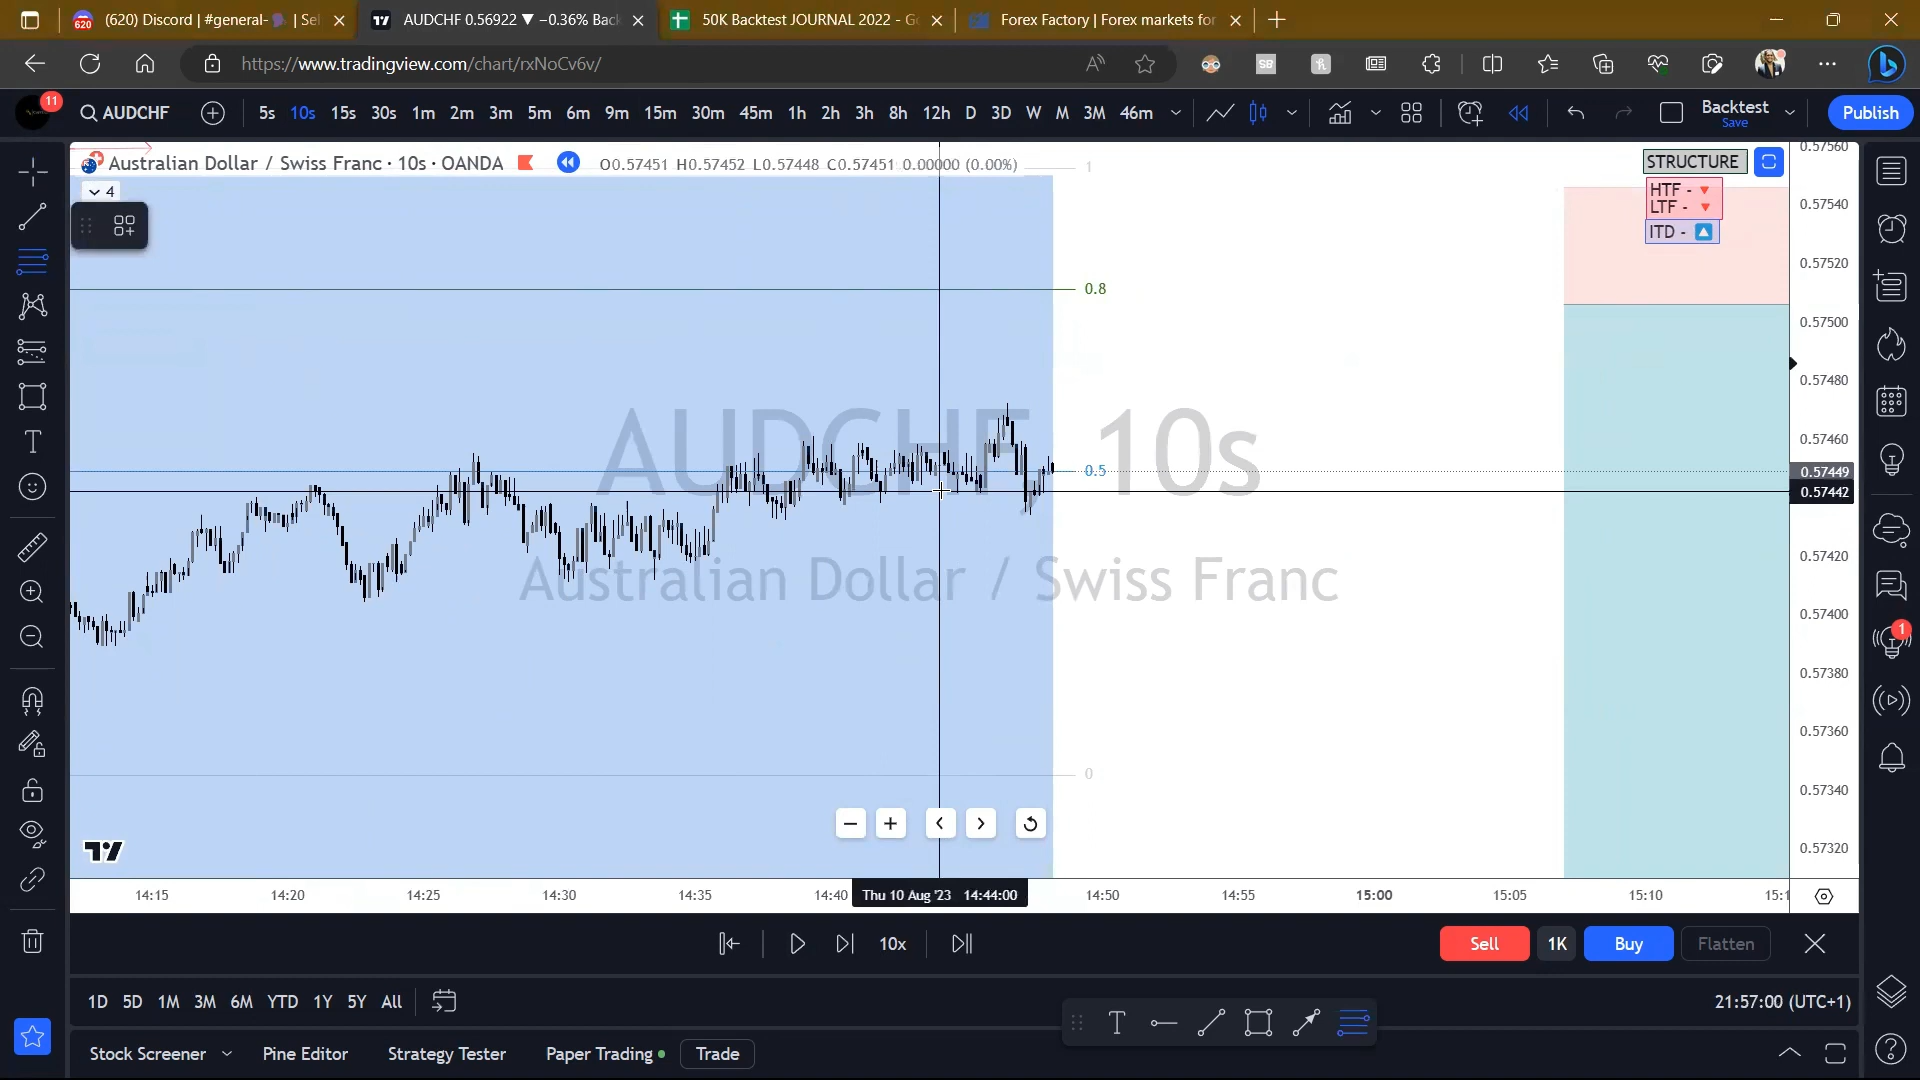 (620) Discord | #general- | Sel
AUDCHF 0.56922 ▼ −0.36% Back
50K Backtest JOURNAL 2022 - Go
Forex Factory | Forex markets for
https://www.tradingview.com/chart/rxNoCv6v/
SB
11
AUDCHF
5s 10s 15s 30s 1m 2m 3m 5m 6m 9m 15m 30m 45m 1h 2h 3h 8h 12h D 3D W M 3M 46m
Backtest
Save
Publish
Australian Dollar / Swiss Franc · 10s · OANDA
O0.57451 H0.57452 L0.57448 C0.57451 0.00000 (0.00%)
4
STRUCTURE
HTF -
LTF -
ITD -
1
0.8
0.5
0
AUDCHF, 10s
Australian Dollar / Swiss Franc
0.57560
0.57540
0.57520
0.57500
0.57480
0.57460
0.57449
0.57442
0.57420
0.57400
0.57380
0.57360
0.57340
0.57320
1
14:15 14:20 14:25 14:30 14:35 14:40 Thu 10 Aug '23 14:44:00 14:50 14:55 15:00 15:05 15:10 15:1
10x
Sell 1K Buy Flatten
1D 5D 1M 3M 6M YTD 1Y 5Y All
21:57:00 (UTC+1)
T
Stock Screener Pine Editor Strategy Tester Paper Trading Trade